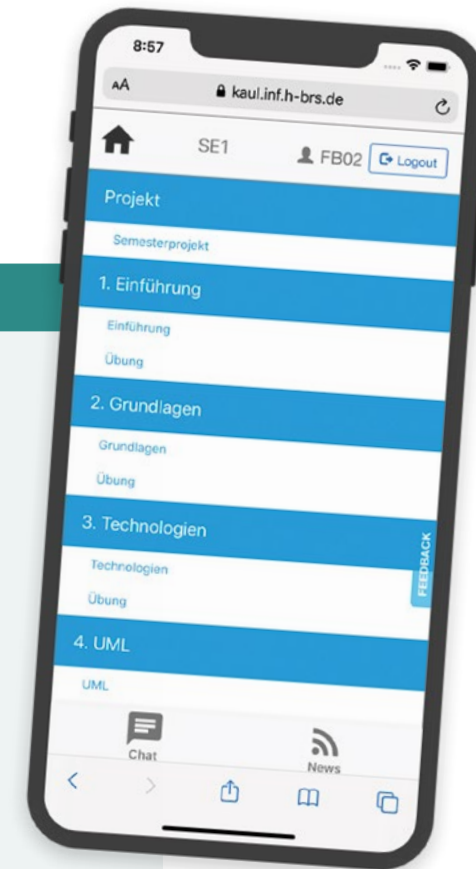 8:57
AA
kaul.inf.h-brs.de
SE1
FB02
Logout
Projekt
Semesterprojekt
1. Einführung
Einführung
Übung
2. Grundlagen
Grundlagen
Übung
3. Technologien
Technologien
Übung
FEEDBACK
4. UML
UML
Chat
News